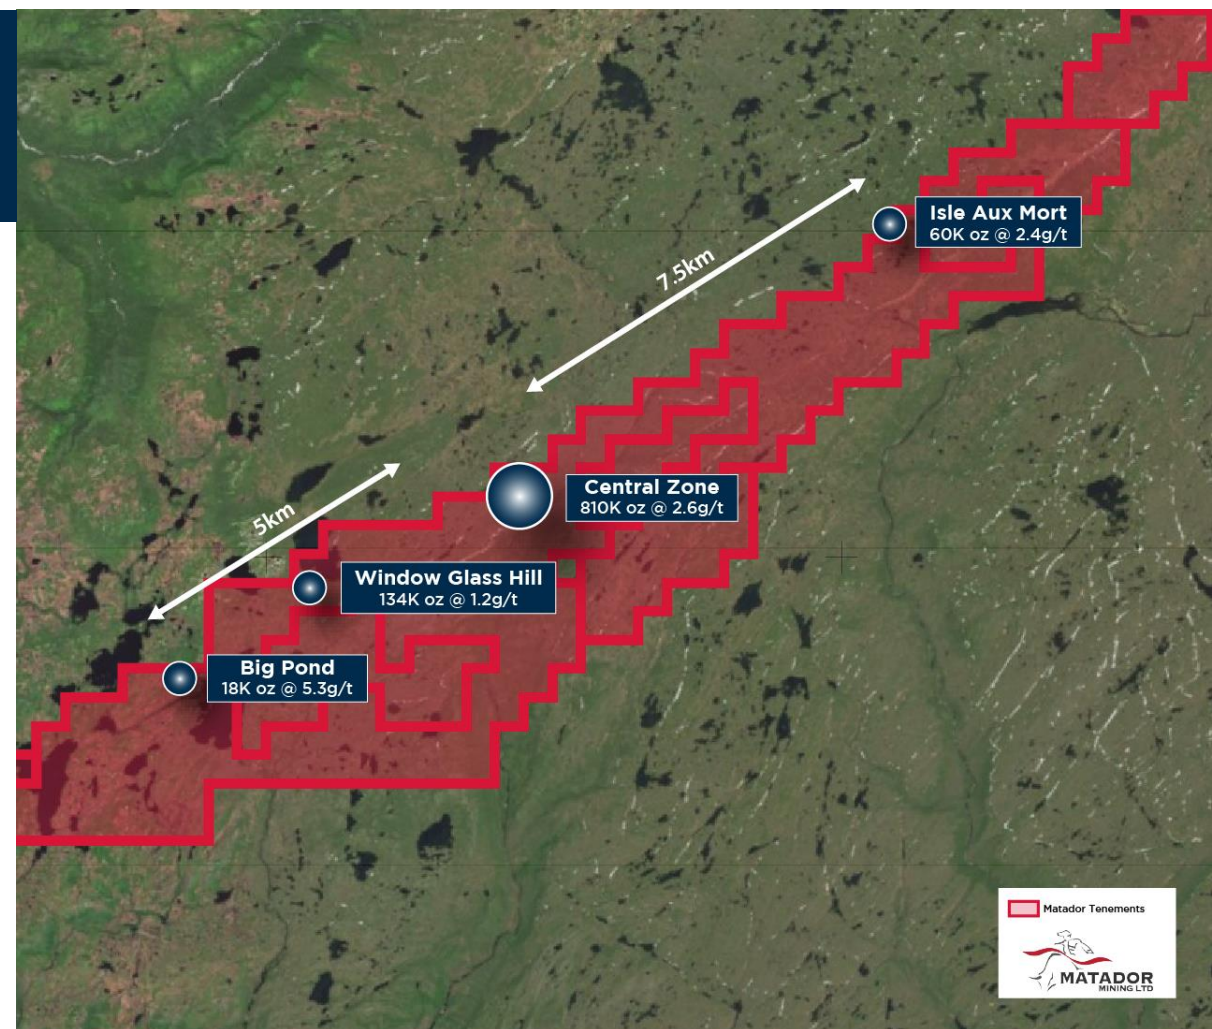 Isle Aux Mort
60K oz @ 2.4g/t
7.5km
Central Zone
810K oz @ 2.6g/t
5km
Window Glass Hill
134K oz @ 1.2g/t
Big Pond
18K oz @ 5.3g/t
Matador Tenements
MATADOR
MINING LTD